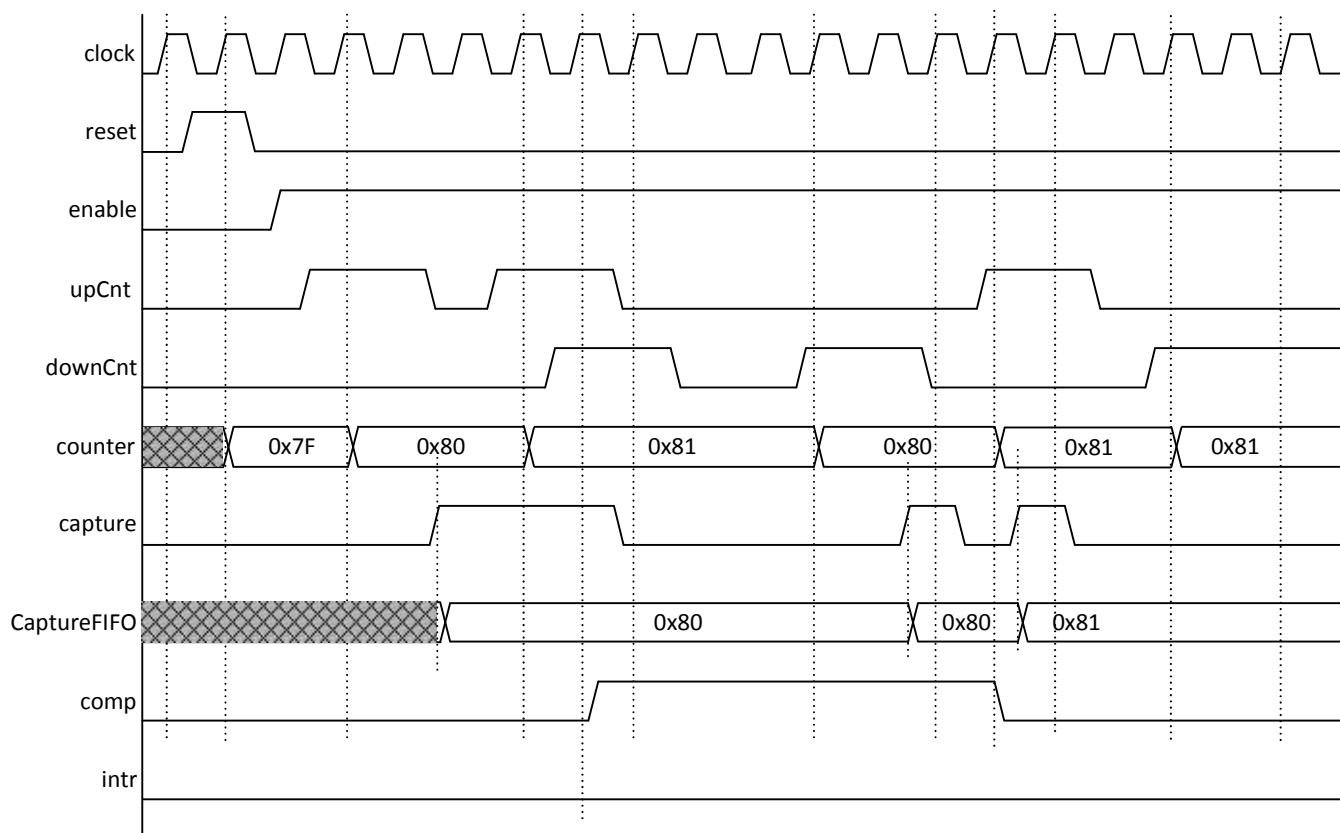 clock
reset
enable
upCnt
downCnt
counter 0x7F 0x80 0x81 0x80 0x81 0x81
capture
CaptureFIFO 0x80 0x80 0x81
comp
intr